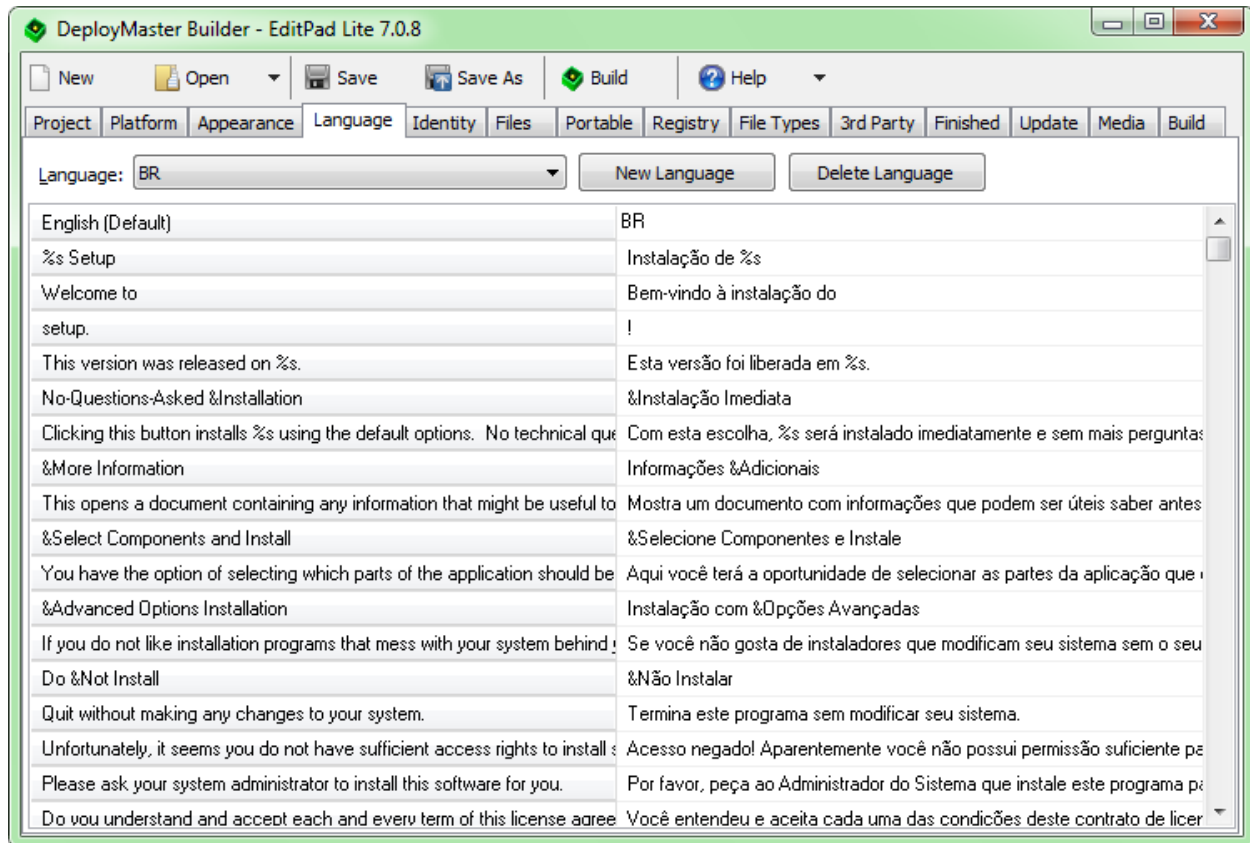 DeployMaster Builder - EditPad Lite 7.0.8
New Open Save Save As Build Help
Project Platform Appearance Language Identity Files Portable Registry File Types 3rd Party Finished Update Media Build
Language: BR New Language Delete Language
English (Default) BR
%s Setup Instalação de %s
Welcome to Bem-vindo à instalação do
setup. !
This version was released on %s. Esta versão foi liberada em %s.
No-Questions-Asked &Installation &Instalação Imediata
Clicking this button installs %s using the default options. No technical que Com esta escolha, %s será instalado imediatamente e sem mais perguntas
&More Information Informações &Adicionais
This opens a document containing any information that might be useful to Mostra um documento com informações que podem ser úteis saber antes
&Select Components and Install &Selecione Componentes e Instale
You have the option of selecting which parts of the application should be Aqui você terá a oportunidade de selecionar as partes da aplicação que
&Advanced Options Installation Instalação com &Opções Avançadas
If you do not like installation programs that mess with your system behind Se você não gosta de instaladores que modificam seu sistema sem o seu
Do &Not Install &Não Instalar
Quit without making any changes to your system. Termina este programa sem modificar seu sistema.
Unfortunately, it seems you do not have sufficient access rights to install Acesso negado! Aparentemente você não possui permissão suficiente pa
Please ask your system administrator to install this software for you. Por favor, peça ao Administrador do Sistema que instale este programa pa
Do you understand and accept each and every term of this license agree Você entendeu e aceita cada uma das condições deste contrato de licer